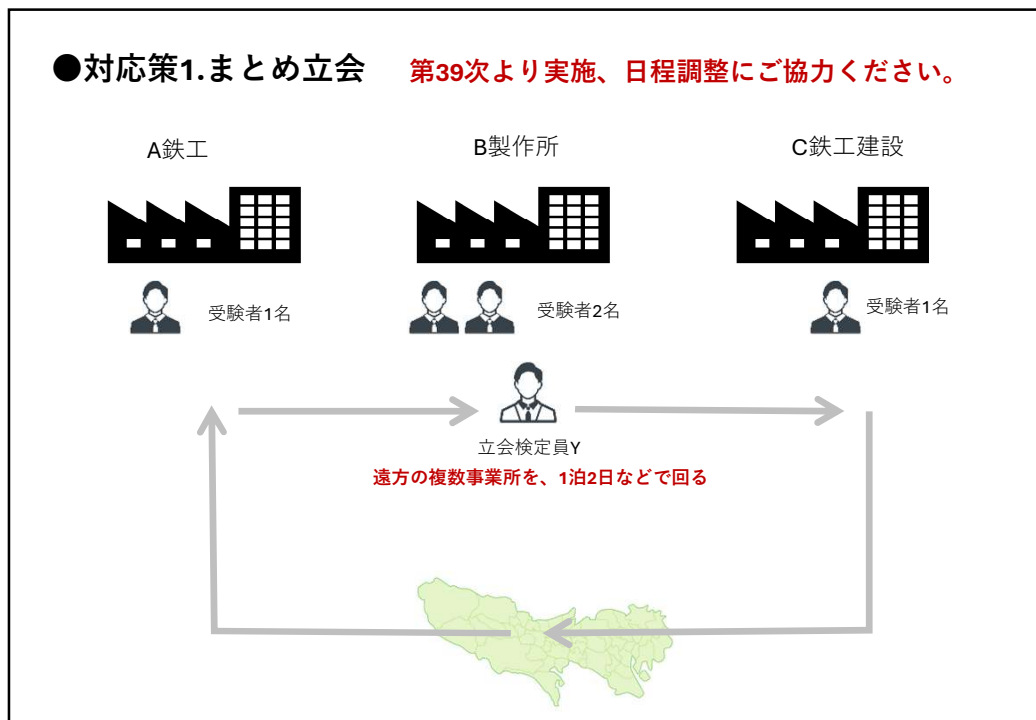 ●対応策1.まとめ立会 第39次より実施、日程調整にご協力ください。
A鉄工 B製作所 C鉄工建設
受験者1名 受験者2名 受験者1名
立会検定員Y
遠方の複数事業所を、1泊2日などで回る